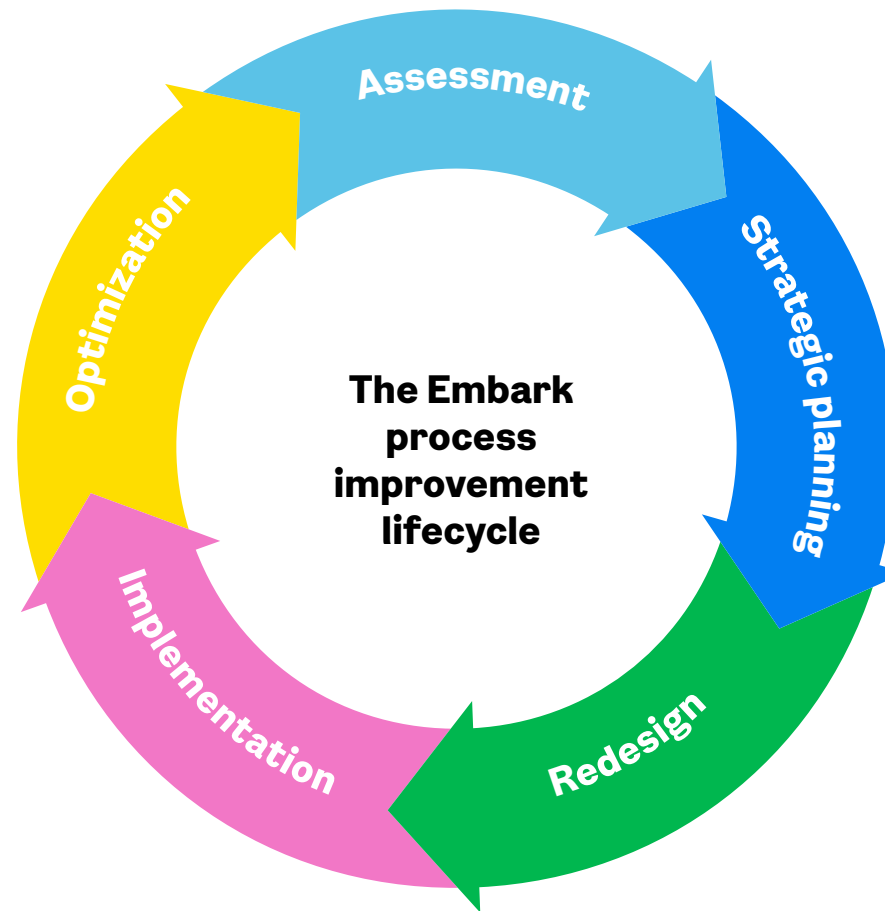 Assessment
Strategic planning
Redesign
Implementation
Optimization
The Embark
process
improvement
lifecycle